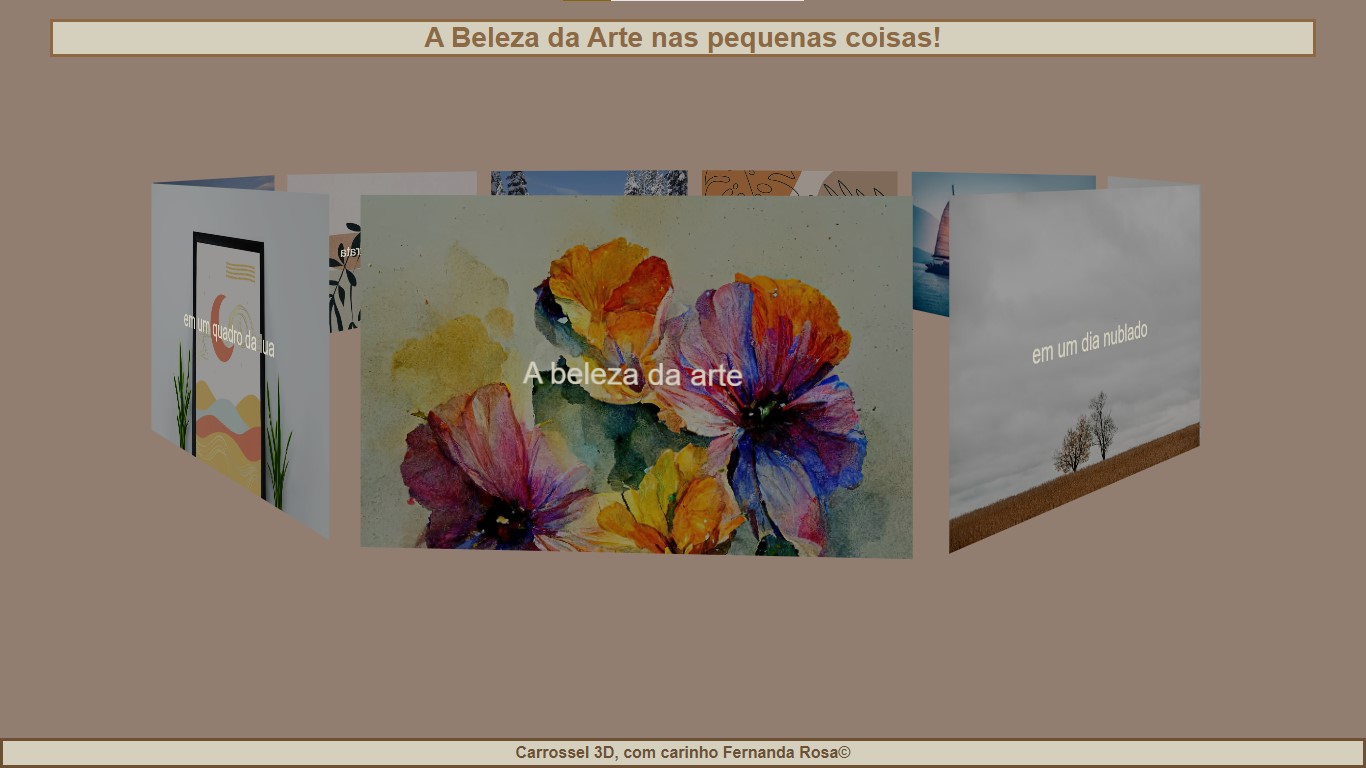 A Beleza da Arte nas pequenas coisas!
em um quadro da lua
A beleza da arte
em um dia nublado
Carrossel 3D, com carinho Fernanda Rosa©